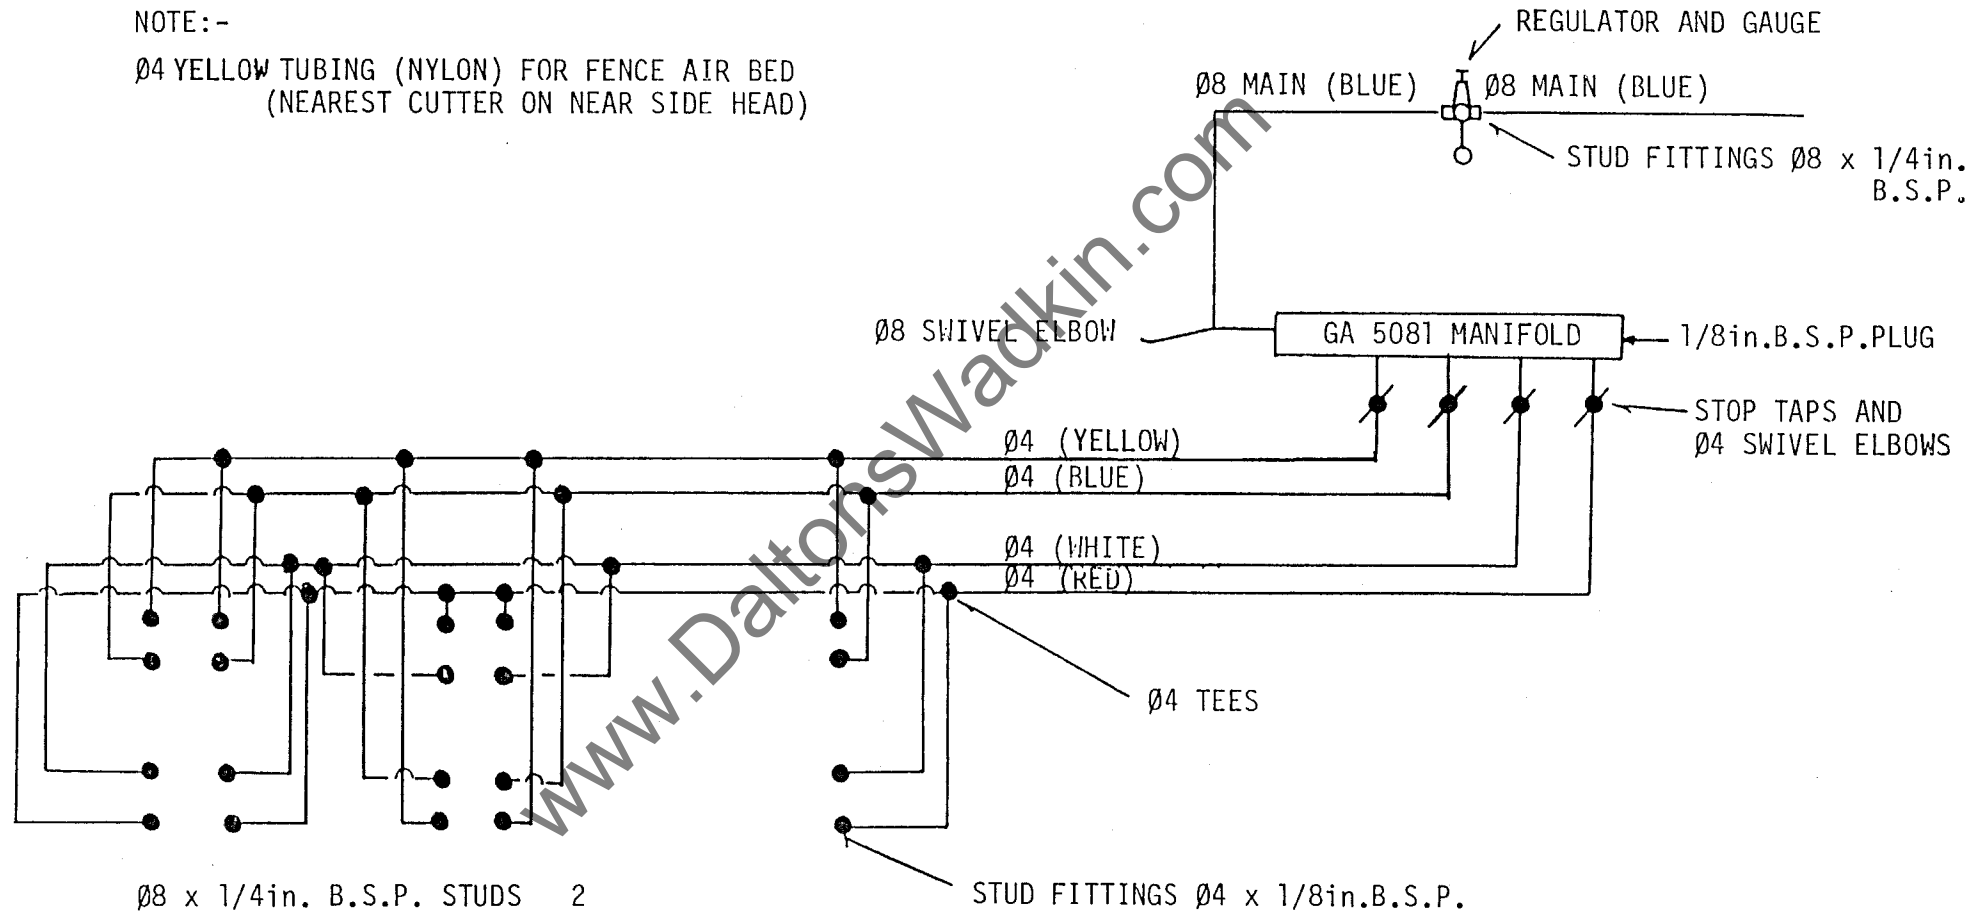 NOTE:-
Ø4 YELLOW TUBING (NYLON) FOR FENCE AIR BED
(NEAREST CUTTER ON NEAR SIDE HEAD)
REGULATOR AND GAUGE
Ø8 MAIN (BLUE)
Ø8 MAIN (BLUE)
STUD FITTINGS Ø8 x 1/4in.
B.S.P.
Ø8 SWIVEL ELBOW
GA 5081 MANIFOLD
1/8in.B.S.P.PLUG
STOP TAPS AND
Ø4 SWIVEL ELBOWS
Ø4 (YELLOW)
Ø4 (BLUE)
Ø4 (WHITE)
Ø4 (RED)
Ø4 TEES
Ø8 x 1/4in. B.S.P. STUDS 2
STUD FITTINGS Ø4 x 1/8in.B.S.P.
www.DaltonsWadkin.com